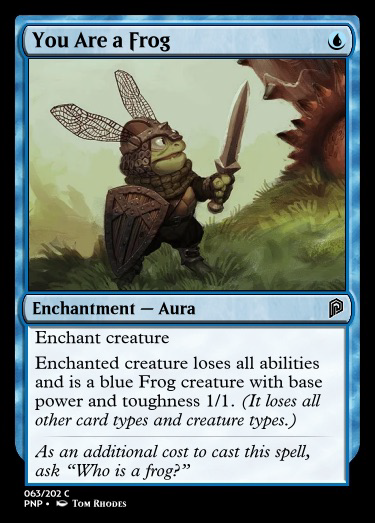 You Are a Frog
Enchantment — Aura
Enchant creature
Enchanted creature loses all abilities
and is a blue Frog creature with base
power and toughness 1/1. (It loses all
other card types and creature types.)
As an additional cost to cast this spell,
ask “Who is a frog?”
063/202 C
PNP • Tom Rhodes